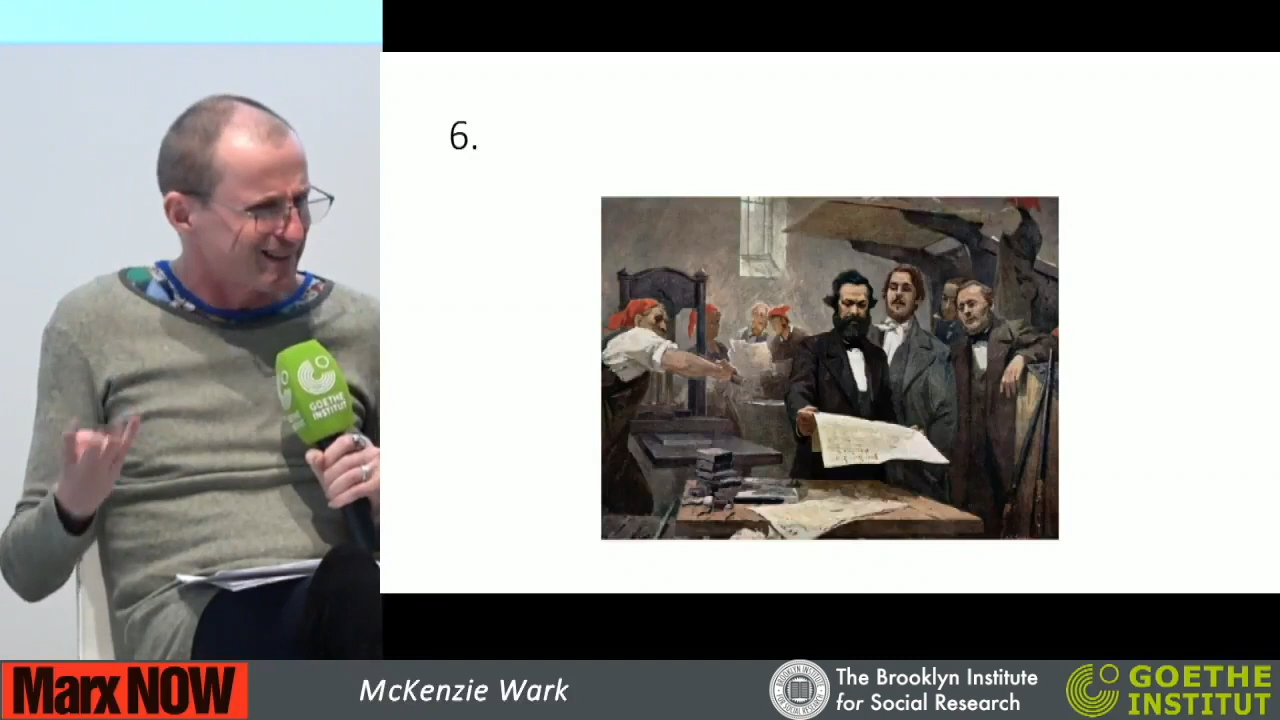 6.
GOETHE
INSTITUT
Marx NOW
McKenzie Wark
The Brooklyn Institute
for Social Research
GOETHE
INSTITUT